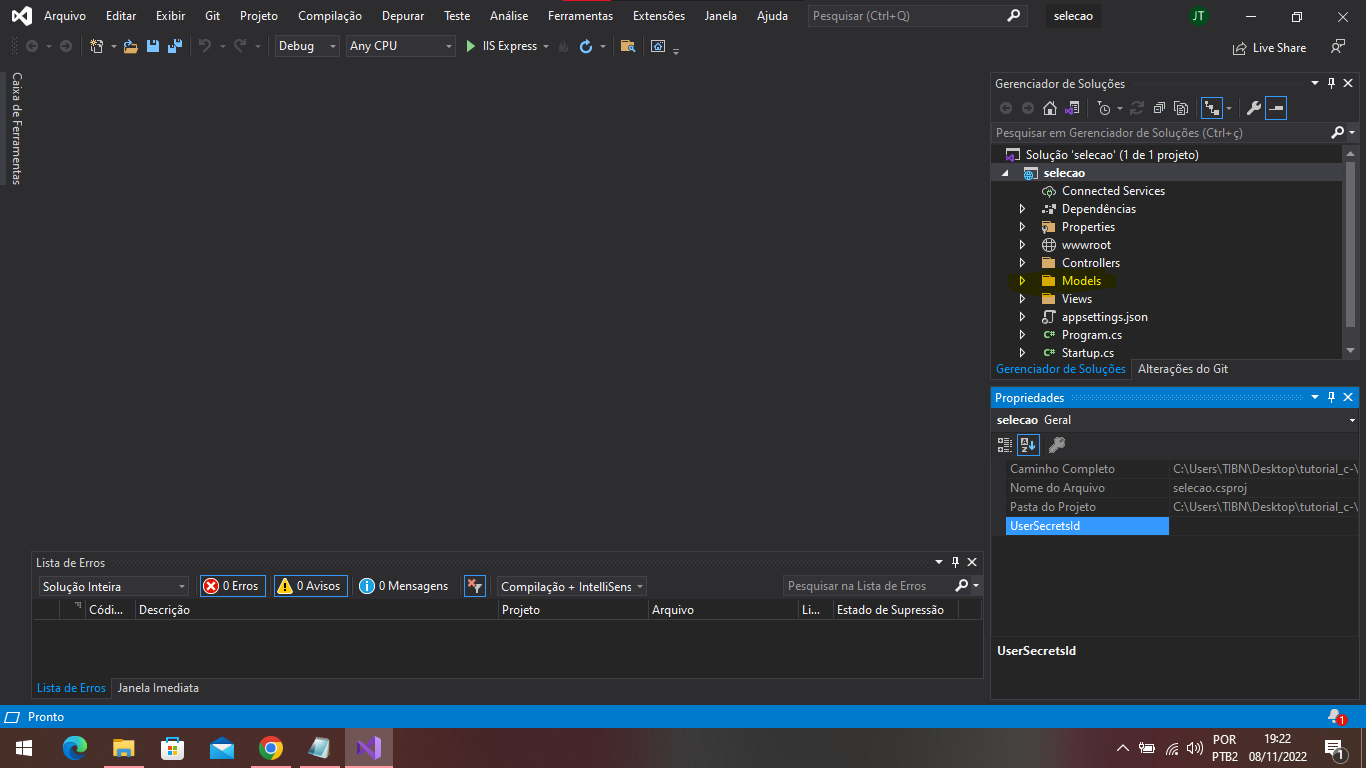 Arquivo Editar Exibir Git Projeto Compilação Depurar Teste Análise Ferramentas Extensões Janela Ajuda Pesquisar (Ctrl+Q) selecao JT
Debug Any CPU IIS Express Live Share
Caixa de Ferramentas
Gerenciador de Soluções
Pesquisar em Gerenciador de Soluções (Ctrl+ç)
Solução 'selecao' (1 de 1 projeto)
selecao
Connected Services
Dependências
Properties
wwwroot
Controllers
Models
Views
appsettings.json
C# Program.cs
C# Startup.cs
Gerenciador de Soluções Alterações do Git
Propriedades
selecao Geral
Caminho Completo C:\Users\TIBN\Desktop\tutorial_c-\
Nome do Arquivo selecao.csproj
Pasta do Projeto C:\Users\TIBN\Desktop\tutorial_c-\
UserSecretsId
UserSecretsId
Lista de Erros
Solução Inteira 0 Erros 0 Avisos 0 Mensagens Compilação + IntelliSens Pesquisar na Lista de Erros
Códi... Descrição Projeto Arquivo Li... Estado de Supressão
Lista de Erros Janela Imediata
Pronto 1
POR 19:22
PTB2 08/11/2022 1